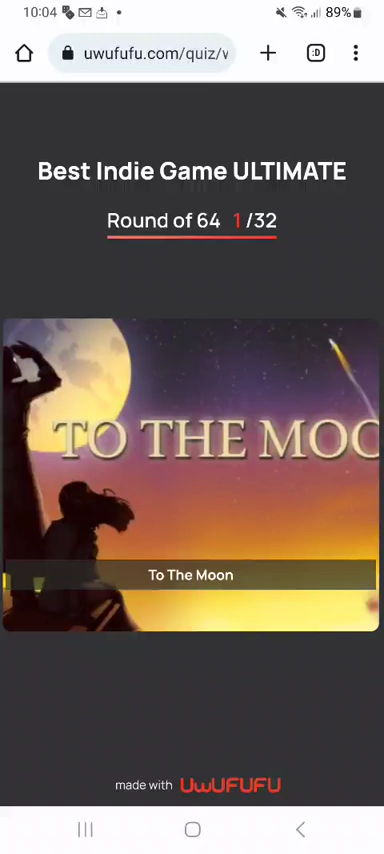 10:04
89%
uwufufu.com/quiz/v
:D
Best Indie Game ULTIMATE
Round of 64 1 /32
TO THE MOO
To The Moon
made with UwUFUFU